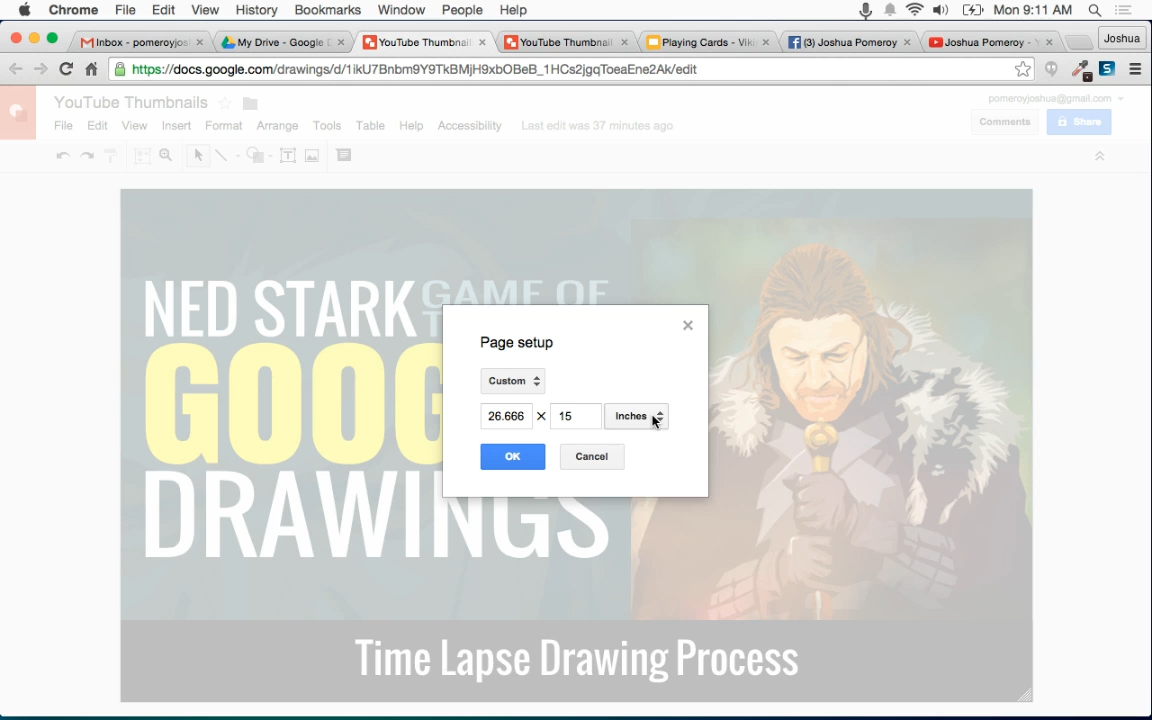 Chrome File Edit View History Bookmarks Window People Help Mon 9:11 AM
Inbox - pomeroyjos My Drive - Google D YouTube Thumbnail YouTube Thumbnail Playing Cards - Viki (3) Joshua Pomeroy Joshua Pomeroy - Joshua
https://docs.google.com/drawings/d/1ikU7Bnbm9Y9TkBMjH9xbOBeB_1HCs2jgqToeaEne2Ak/edit
YouTube Thumbnails pomeroyjoshua@gmail.com
File Edit View Insert Format Arrange Tools Table Help Accessibility Last edit was 37 minutes ago Comments Share
NED STARK GAME OF
GOOG
DRAWINGS
Page setup
Custom
26.666 × 15 Inches
OK Cancel
Time Lapse Drawing Process